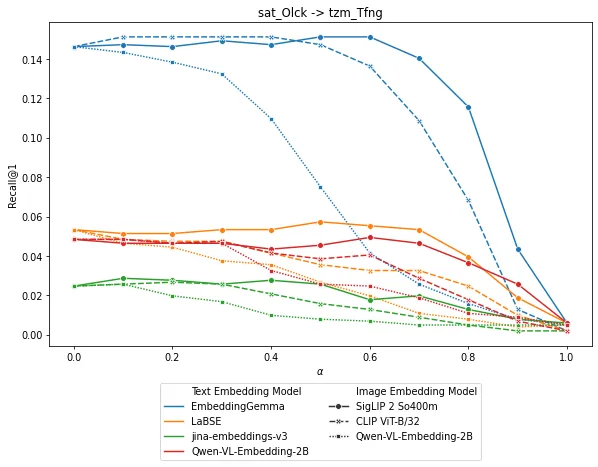 sat_Olck -> tzm_Tfng
Recall@1
0.14
0.12
0.10
0.08
0.06
0.04
0.02
0.00
0.0 0.2 0.4 0.6 0.8 1.0
α
Text Embedding Model
EmbeddingGemma
LaBSE
jina-embeddings-v3
Qwen-VL-Embedding-2B
Image Embedding Model
SigLIP 2 So400m
CLIP ViT-B/32
Qwen-VL-Embedding-2B